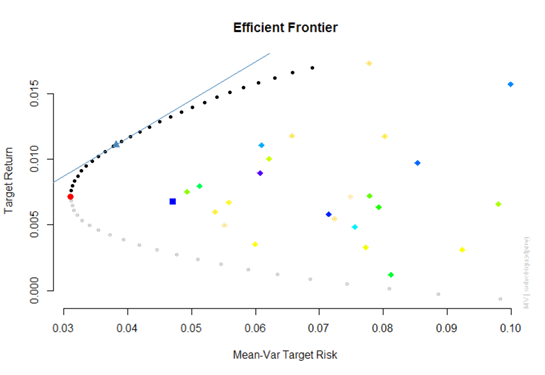 Efficient Frontier
Target Return
0.015
0.010
0.005
0.000
0.03 0.04 0.05 0.06 0.07 0.08 0.09 0.10
Mean-Var Target Risk
MV |